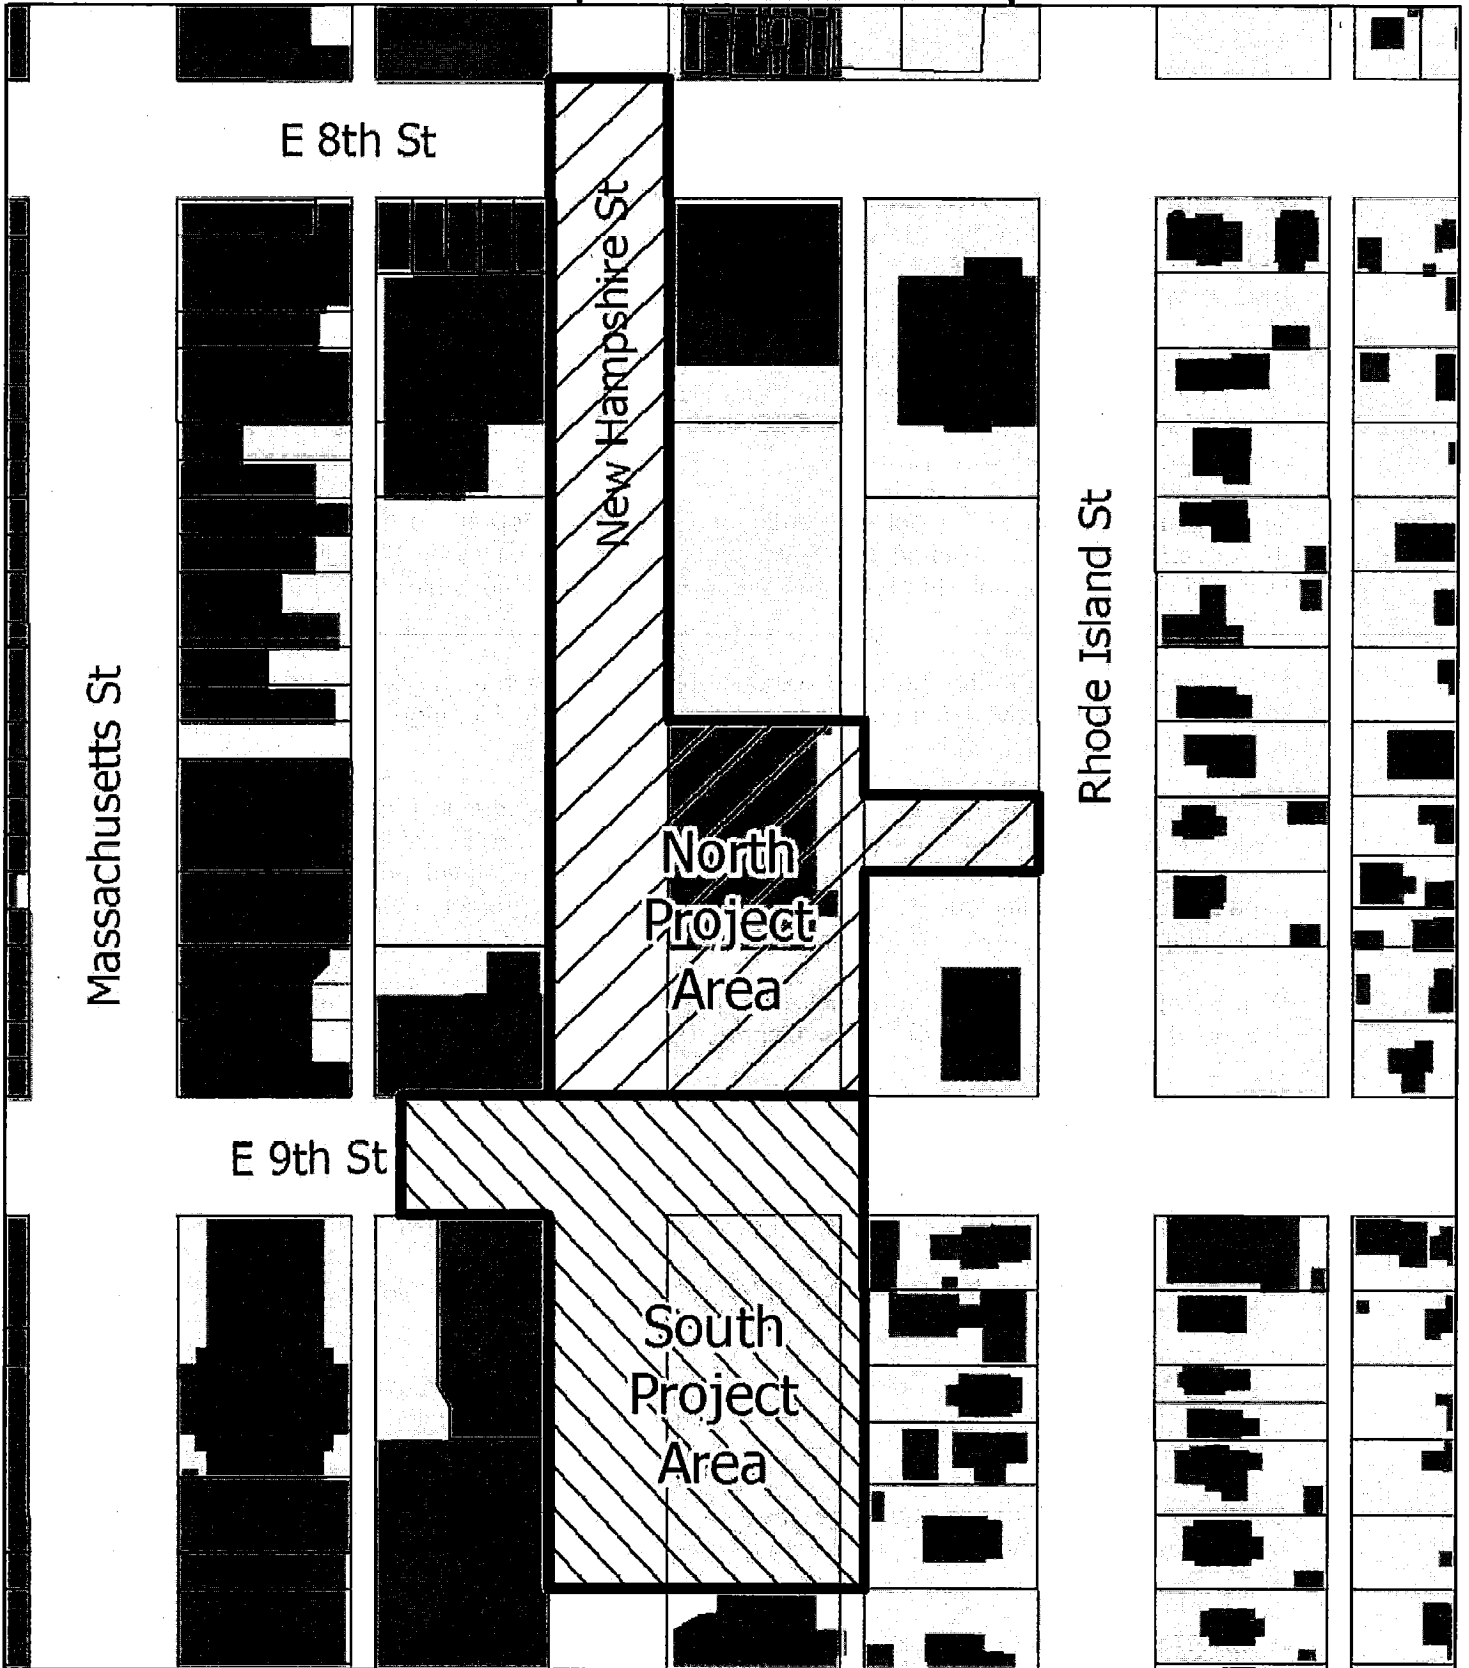 E 8th St
New Hampshire St
Rhode Island St
Massachusetts St
North
Project
Area
E 9th St
South
Project
Area